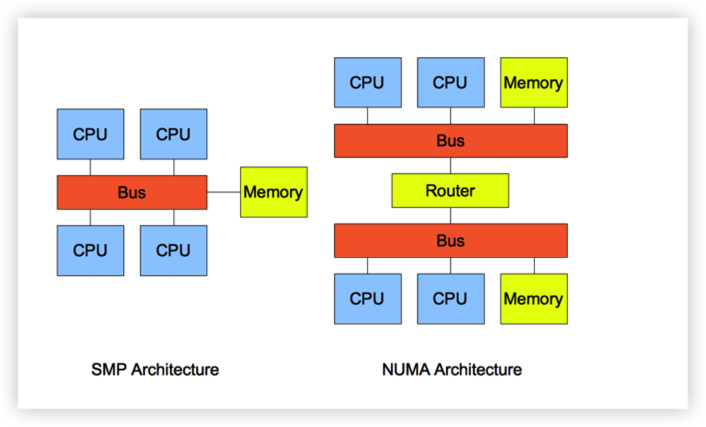 CPU CPU
Bus
Memory
CPU CPU
SMP Architecture
CPU CPU Memory
Bus
Router
Bus
CPU CPU Memory
NUMA Architecture